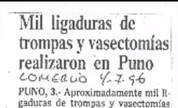 Mil ligaduras de
trompas y vasectomías
realizaron en Puno
COMERCIO 4-7-96
PUNO, 3.- Aproximadamente mil li-
gaduras de trompas y vasectomías